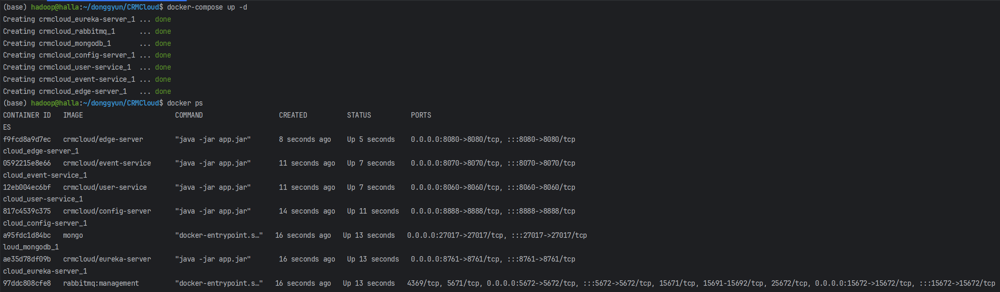 (base) hadoop@halla:~/donggyun/CRMCloud$ docker-compose up -d
Creating crmcloud_eureka-server_1 ... done
Creating crmcloud_rabbitmq_1      ... done
Creating crmcloud_mongodb_1       ... done
Creating crmcloud_config-server_1 ... done
Creating crmcloud_user-service_1  ... done
Creating crmcloud_event-service_1 ... done
Creating crmcloud_edge-server_1   ... done
(base) hadoop@halla:~/donggyun/CRMCloud$ docker ps
CONTAINER ID   IMAGE                       COMMAND                   CREATED          STATUS          PORTS
ES
f9fcd8a9d7ec   crmcloud/edge-server        "java -jar app.jar"       8 seconds ago    Up 5 seconds    0.0.0.0:8080->8080/tcp, :::8080->8080/tcp
cloud_edge-server_1
0592215e8e66   crmcloud/event-service      "java -jar app.jar"       11 seconds ago   Up 7 seconds    0.0.0.0:8070->8070/tcp, :::8070->8070/tcp
cloud_event-service_1
12eb004ec6bf   crmcloud/user-service       "java -jar app.jar"       11 seconds ago   Up 7 seconds    0.0.0.0:8060->8060/tcp, :::8060->8060/tcp
cloud_user-service_1
817c4539c375   crmcloud/config-server      "java -jar app.jar"       14 seconds ago   Up 11 seconds   0.0.0.0:8888->8888/tcp, :::8888->8888/tcp
cloud_config-server_1
a95fdc1d84bc   mongo                       "docker-entrypoint.s…"   16 seconds ago   Up 13 seconds   0.0.0.0:27017->27017/tcp, :::27017->27017/tcp
loud_mongodb_1
ae35d78df09b   crmcloud/eureka-server      "java -jar app.jar"       16 seconds ago   Up 13 seconds   0.0.0.0:8761->8761/tcp, :::8761->8761/tcp
cloud_eureka-server_1
97ddc808cfe8   rabbitmq:management         "docker-entrypoint.s…"   16 seconds ago   Up 13 seconds   4369/tcp, 5671/tcp, 0.0.0.0:5672->5672/tcp, :::5672->5672/tcp, 15671/tcp, 15691-15692/tcp, 25672/tcp, 0.0.0.0:15672->15672/tcp, :::15672->15672/tcp